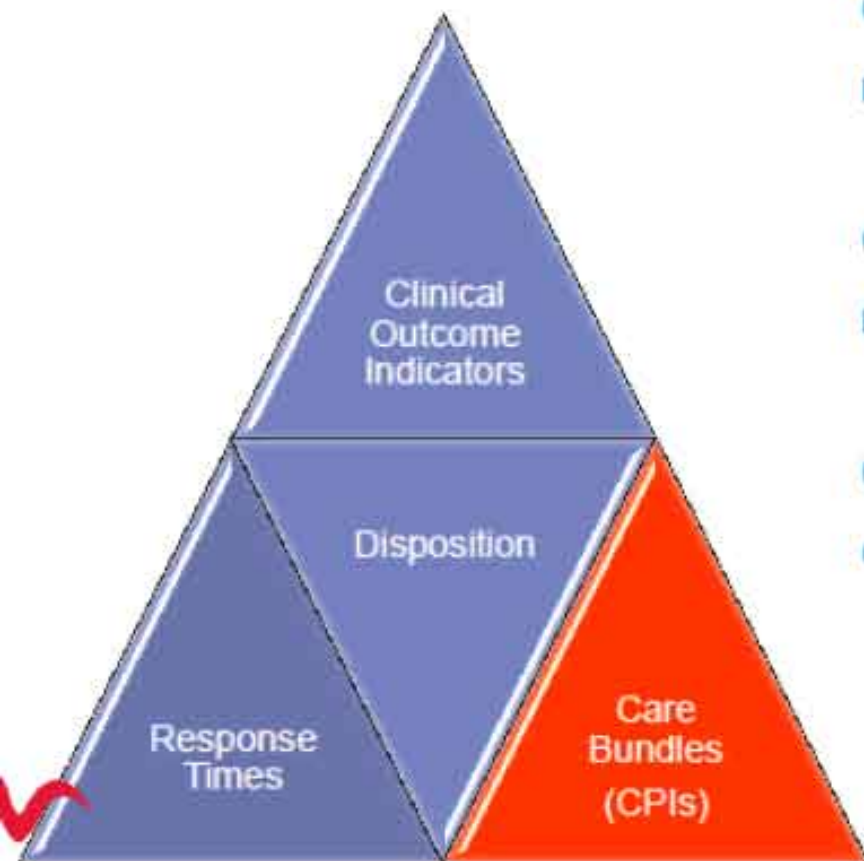 Clinical
Outcome
Indicators
Disposition
Response
Times
Care
Bundles
(CPIs)